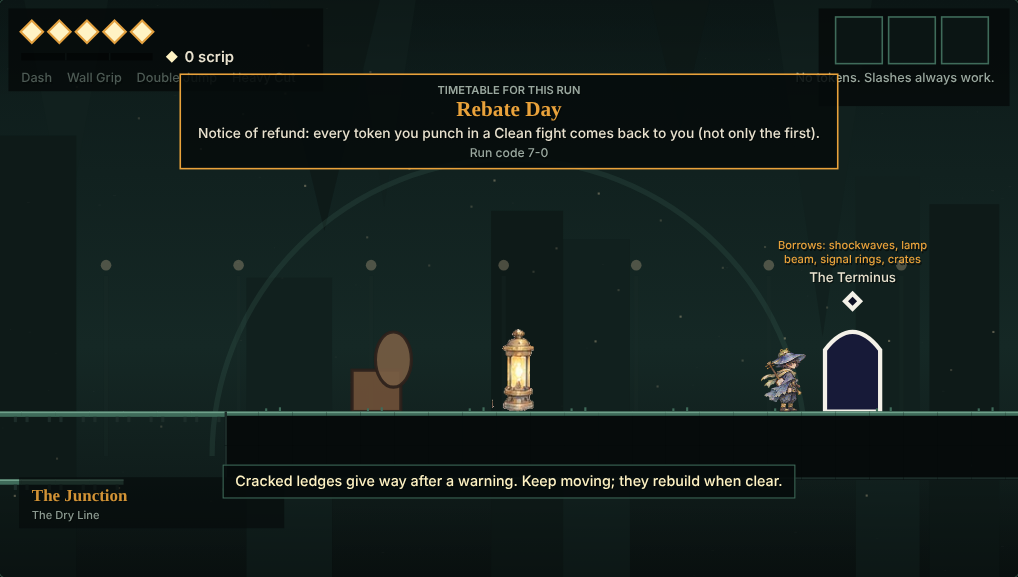 0 scrip
Dash Wall Grip Double Jump Heavy Cut
No tokens. Slashes always work.
TIMETABLE FOR THIS RUN
Rebate Day
Notice of refund: every token you punch in a Clean fight comes back to you (not only the first).
Run code 7-0
Borrows: shockwaves, lamp
beam, signal rings, crates
The Terminus
Cracked ledges give way after a warning. Keep moving; they rebuild when clear.
The Junction
The Dry Line